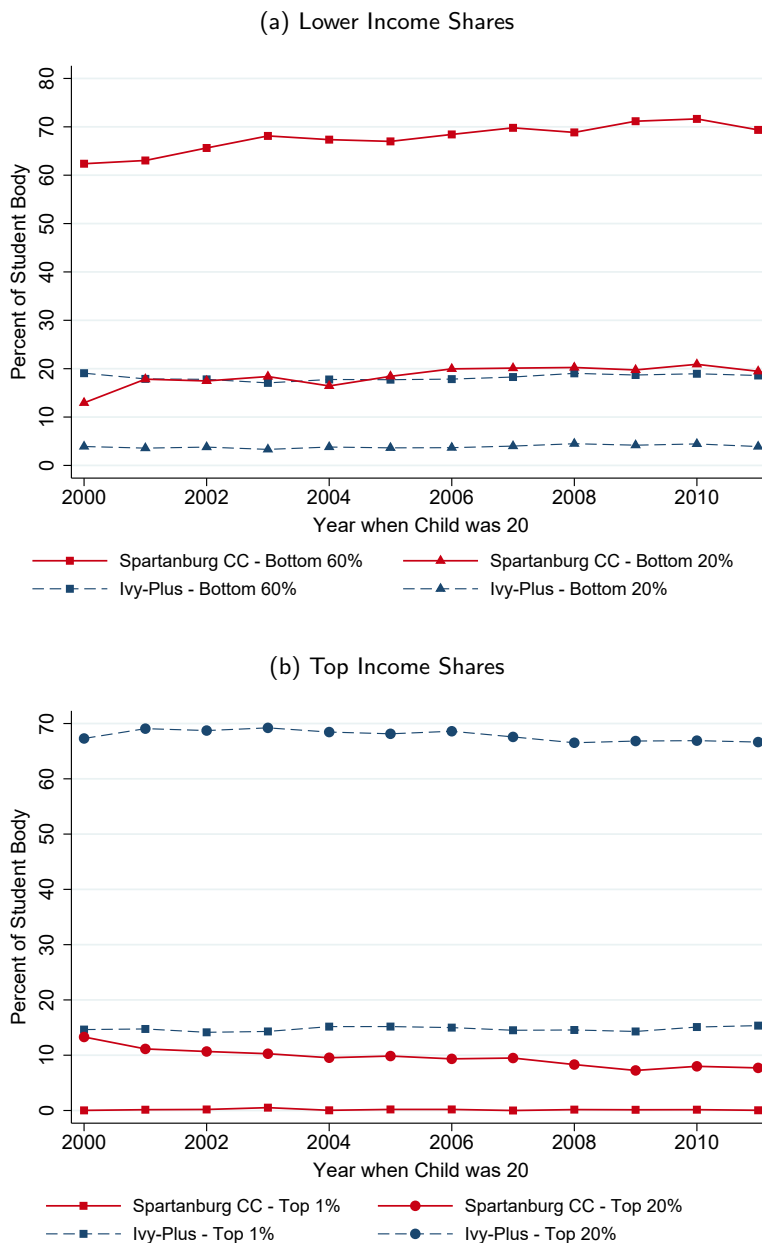 (a) Lower Income Shares
Percent of Student Body
80
70
60
50
40
30
20
10
0
2000 2002 2004 2006 2008 2010
Year when Child was 20
Spartanburg CC - Bottom 60% Spartanburg CC - Bottom 20%
Ivy-Plus - Bottom 60% Ivy-Plus - Bottom 20%
(b) Top Income Shares
Percent of Student Body
70
60
50
40
30
20
10
0
2000 2002 2004 2006 2008 2010
Year when Child was 20
Spartanburg CC - Top 1% Spartanburg CC - Top 20%
Ivy-Plus - Top 1% Ivy-Plus - Top 20%